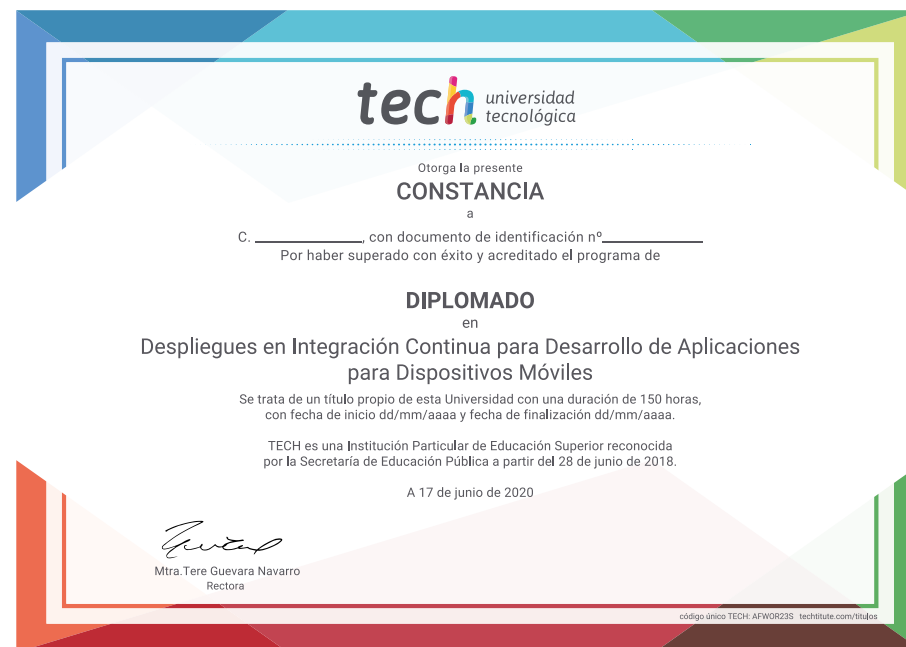 tech universidad
tecnológica
Otorga la presente
CONSTANCIA
a
C. ____________, con documento de identificación nº____________
Por haber superado con éxito y acreditado el programa de
DIPLOMADO
en
Despliegues en Integración Continua para Desarrollo de Aplicaciones
para Dispositivos Móviles
Se trata de un título propio de esta Universidad con una duración de 150 horas,
con fecha de inicio dd/mm/aaaa y fecha de finalización dd/mm/aaaa.
TECH es una Institución Particular de Educación Superior reconocida
por la Secretaría de Educación Pública a partir del 28 de junio de 2018.
A 17 de junio de 2020
Mtra.Tere Guevara Navarro
Rectora
código único TECH: AFWOR23S techtitute.com/titulos